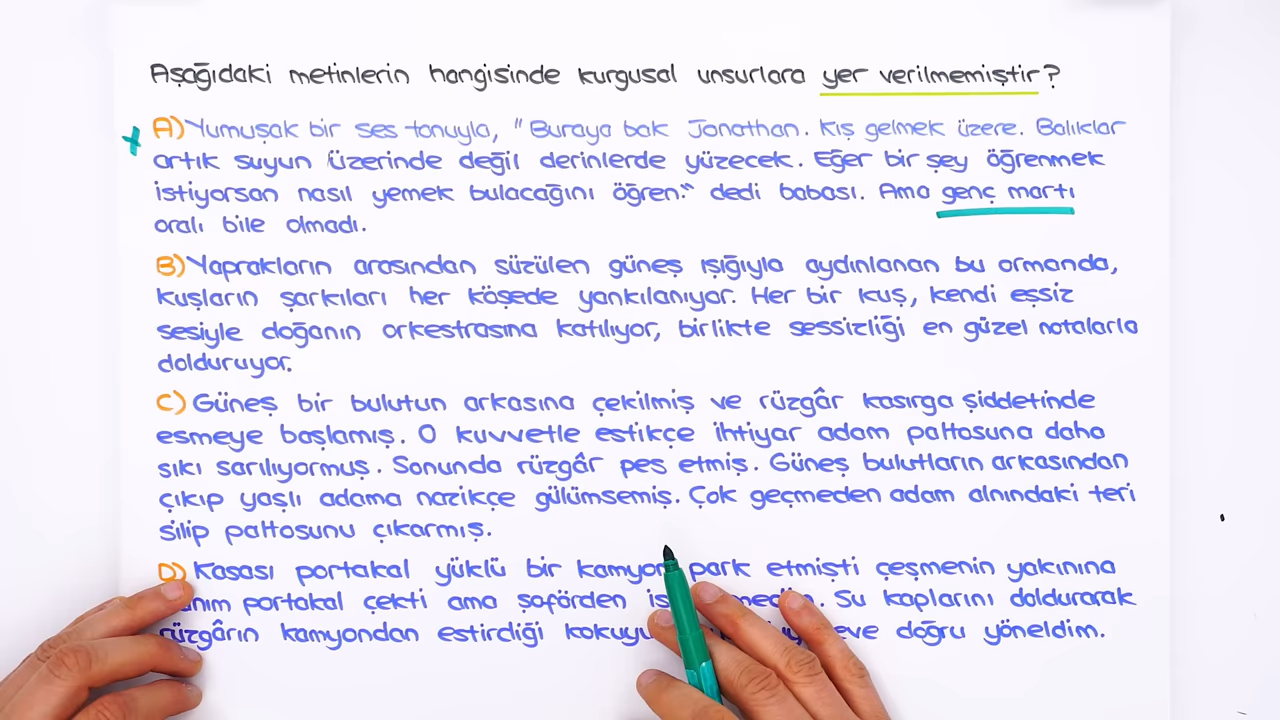 Aşağıdaki metinlerin hangisinde kurgusal unsurlara yer verilmemiştir?
A) Yumuşak bir ses tonuyla, "Buraya bak Jonathan. Kış gelmek üzere. Balıklar
artık suyun üzerinde değil derinlerde yüzecek. Eğer bir şey öğrenmek
istiyorsan nasıl yemek bulacağını öğren." dedi babası. Ama genç martı
oralı bile olmadı.
B) Yaprakların arasından süzülen güneş ışığıyla aydınlanan bu ormanda,
kuşların şarkıları her köşede yankılanıyor. Her bir kuş, kendi eşsiz
sesiyle doğanın orkestrasına katılıyor, birlikte sessizliği en güzel notalarla
dolduruyor.
C) Güneş bir bulutun arkasına çekilmiş ve rüzgâr kasırga şiddetinde
esmeye başlamış. O kuvvetle estikçe ihtiyar adam paltosuna daha
sıkı sarılıyormuş. Sonunda rüzgâr pes etmiş. Güneş bulutların arkasından
çıkıp yaşlı adama nazikçe gülümsemiş. Çok geçmeden adam alnındaki teri
silip paltosunu çıkarmış.
D) Kasası portakal yüklü bir kamyon park etmişti çeşmenin yakınına
portakal çekti ama şoförden Su kaplarını doldurarak
rüzgârın kamyondan estirdiği eve doğru yöneldim.